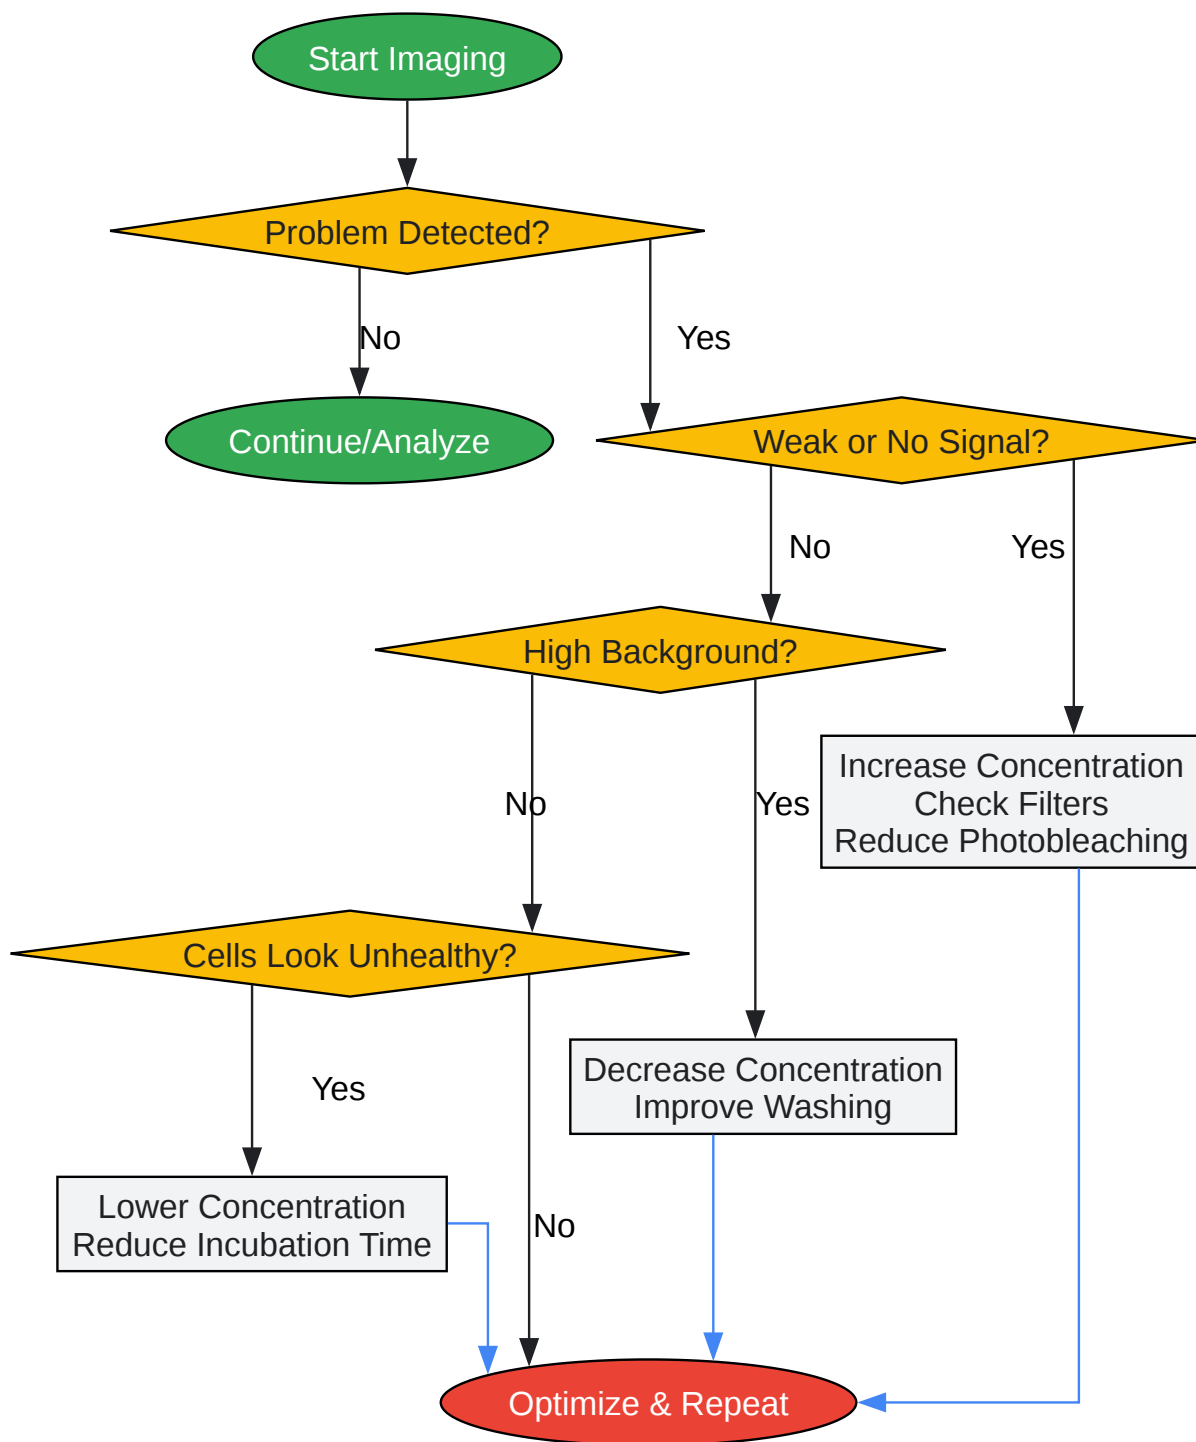 Start Imaging
Problem Detected?
No
Yes
Continue/Analyze
Weak or No Signal?
No
Yes
High Background?
Increase Concentration
Check Filters
Reduce Photobleaching
No
Yes
Cells Look Unhealthy?
Yes
Decrease Concentration
Improve Washing
Lower Concentration
Reduce Incubation Time
No
Optimize & Repeat